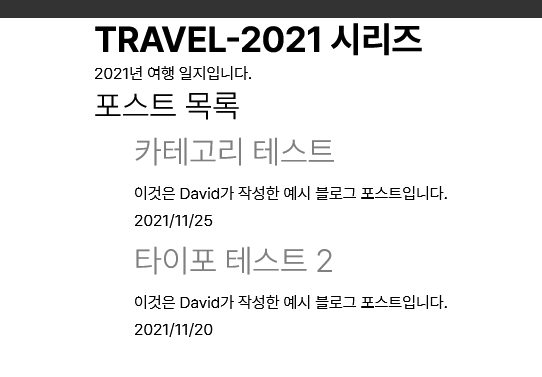 TRAVEL-2021 시리즈
2021년 여행 일지입니다.
포스트 목록
카테고리 테스트
이것은 David가 작성한 예시 블로그 포스트입니다.
2021/11/25
타이포 테스트 2
이것은 David가 작성한 예시 블로그 포스트입니다.
2021/11/20